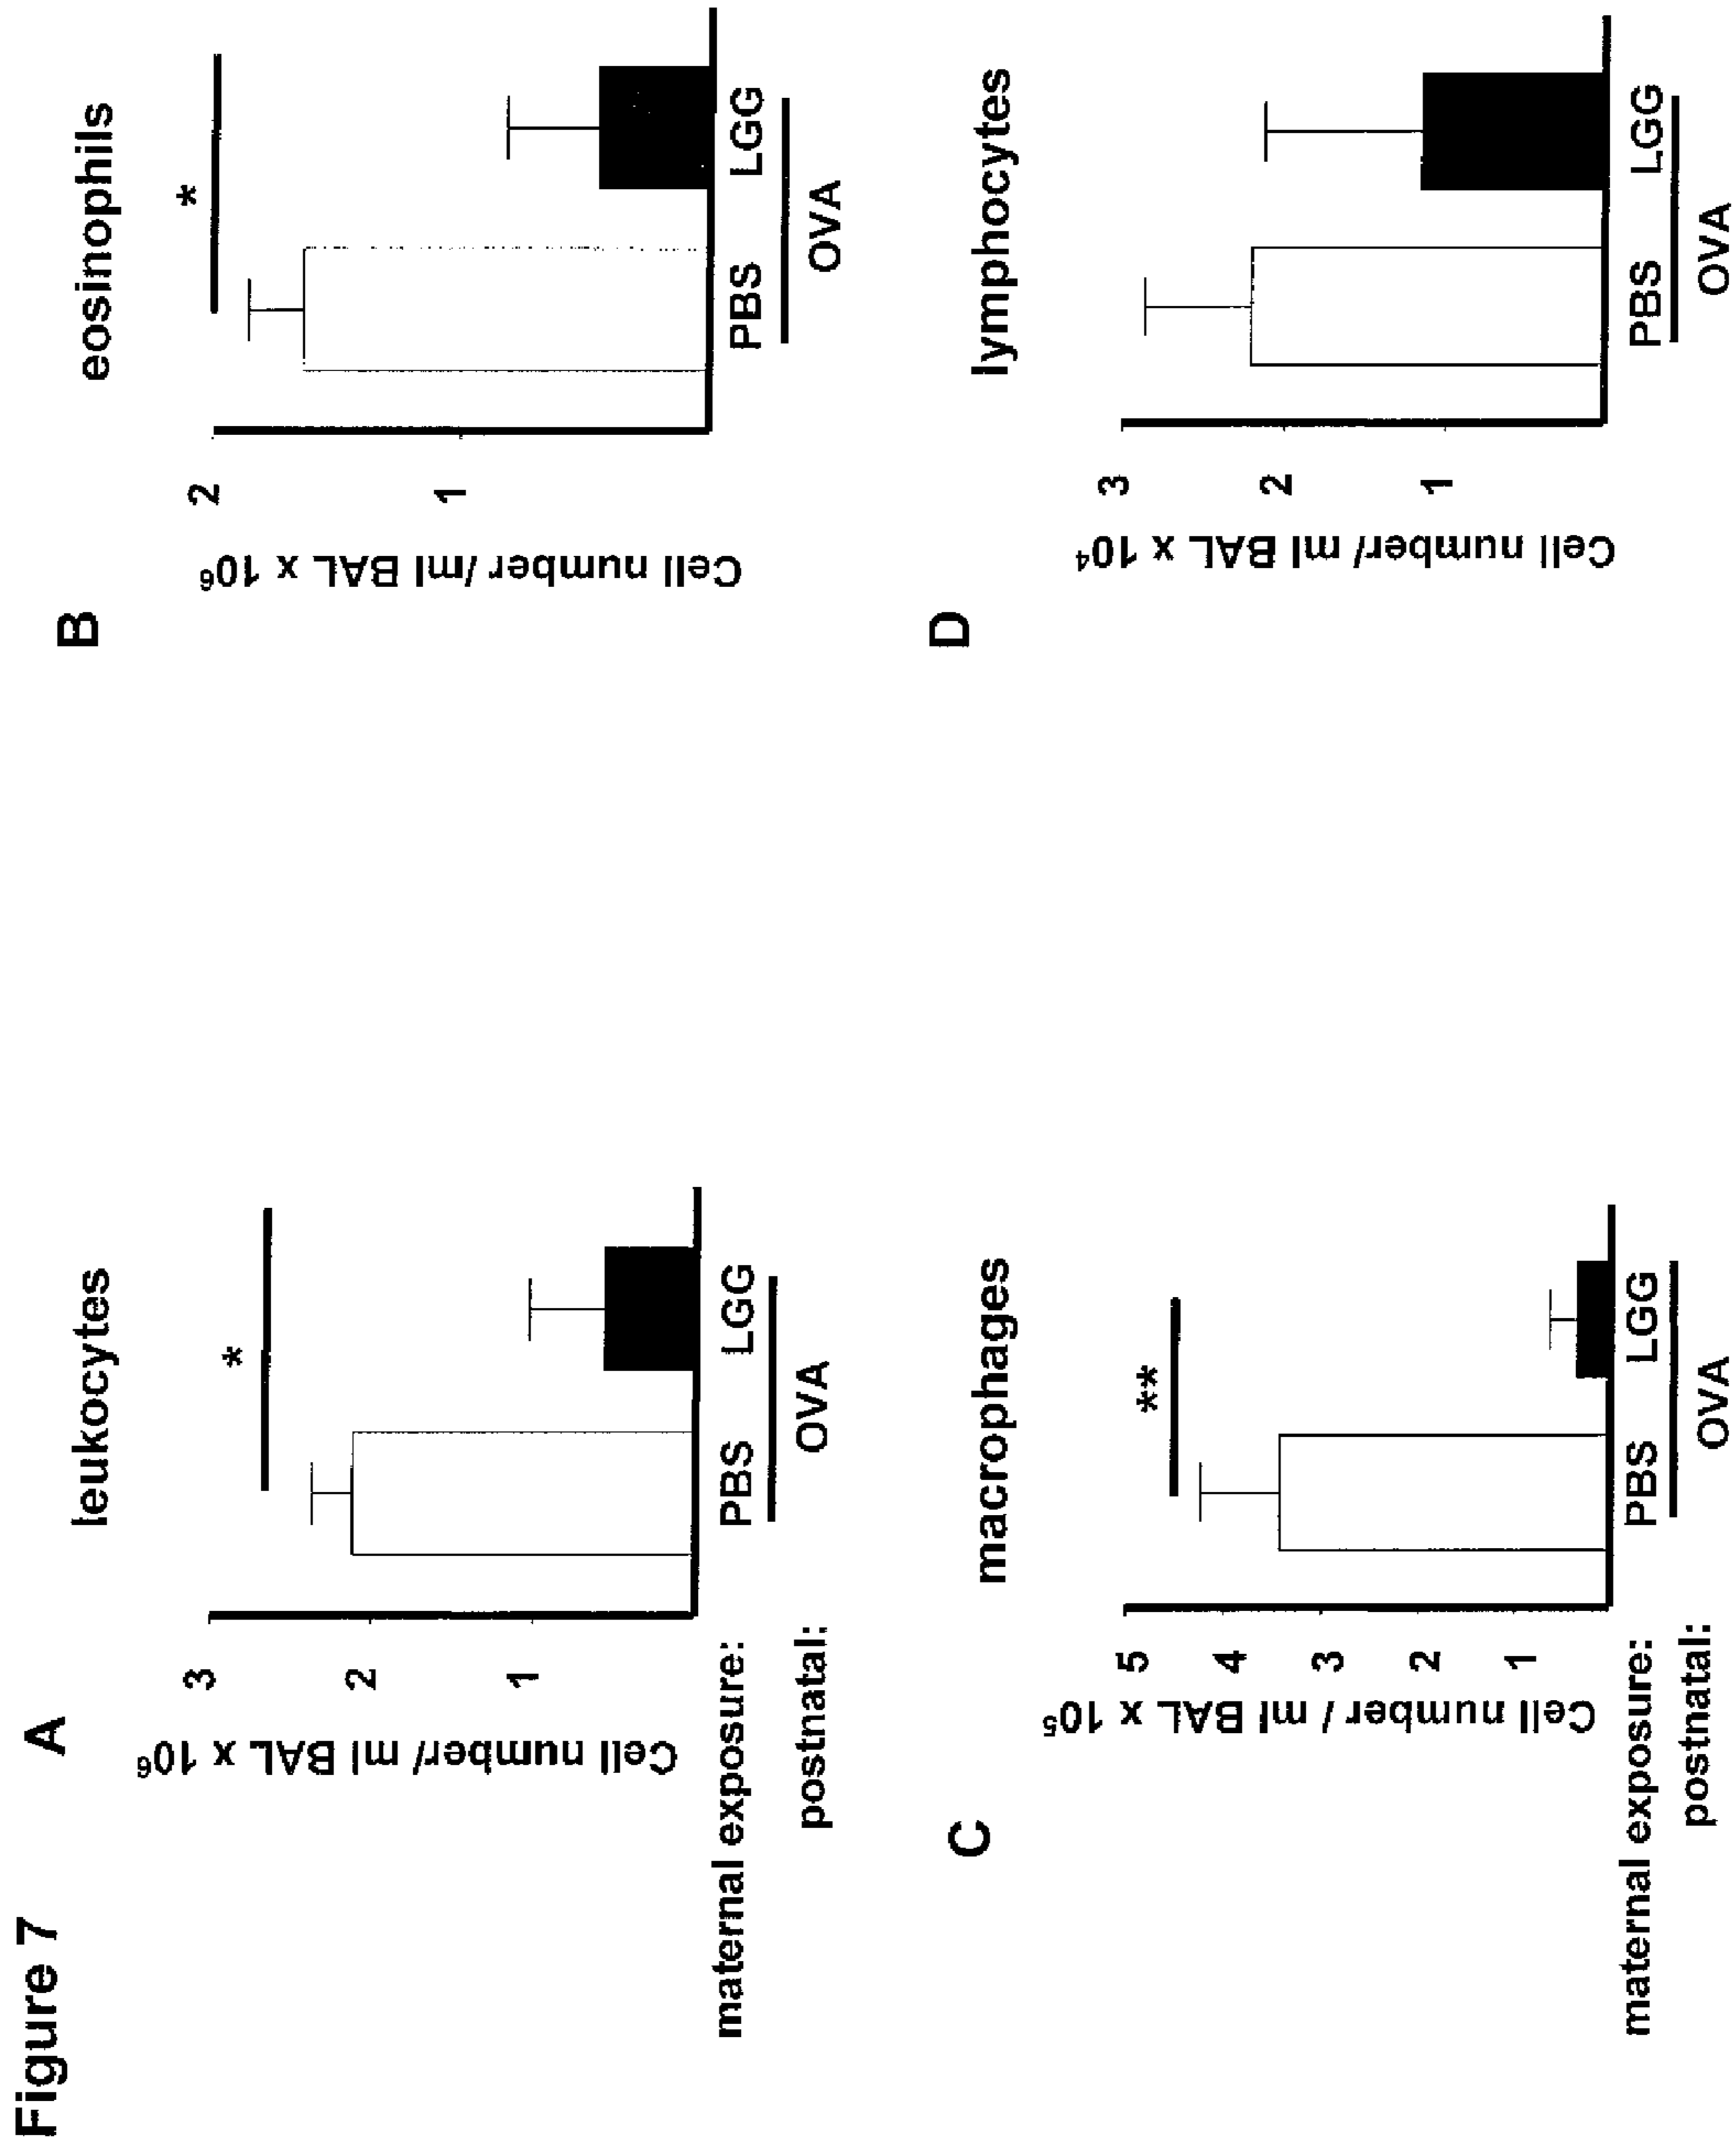 Figure 7
A
leukocytes
Cell number/ ml BAL x 10⁶
3
2
1
*
maternal exposure: PBS LGG
postnatal: OVA
B
eosinophils
Cell number/ ml BAL x 10⁶
2
1
*
PBS LGG
OVA
C
macrophages
Cell number / ml BAL x 10⁵
5
4
3
2
1
**
maternal exposure: PBS LGG
postnatal: OVA
D
lymphocytes
Cell number/ ml BAL x 10⁴
3
2
1
PBS LGG
OVA